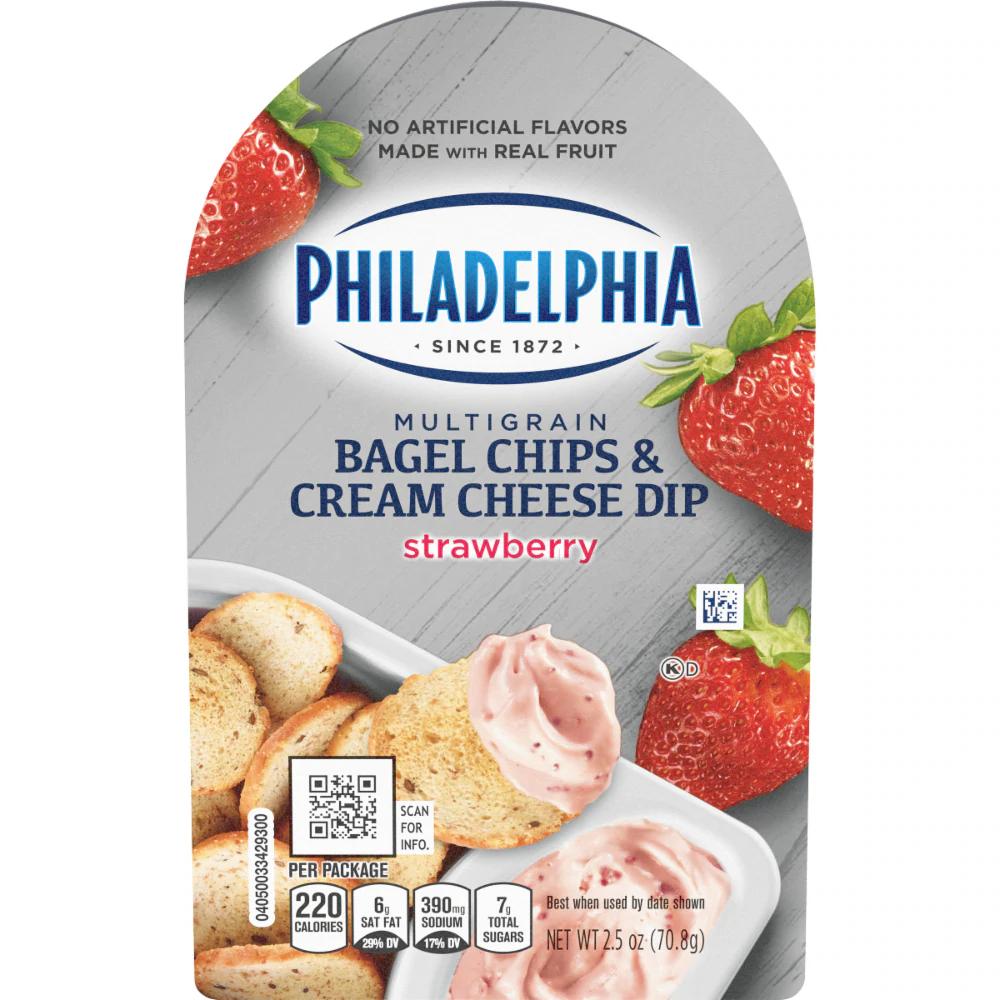 NO ARTIFICIAL FLAVORS
MADE WITH REAL FRUIT
PHILADELPHIA
SINCE 1872
MULTIGRAIN
BAGEL CHIPS &
CREAM CHEESE DIP
strawberry
K D
SCAN
FOR
INFO.
04050033429300
PER PACKAGE
220
CALORIES
6g
SAT FAT
29% DV
390mg
SODIUM
17% DV
7g
TOTAL
SUGARS
Best when used by date shown
NET WT 2.5 oz (70.8g)